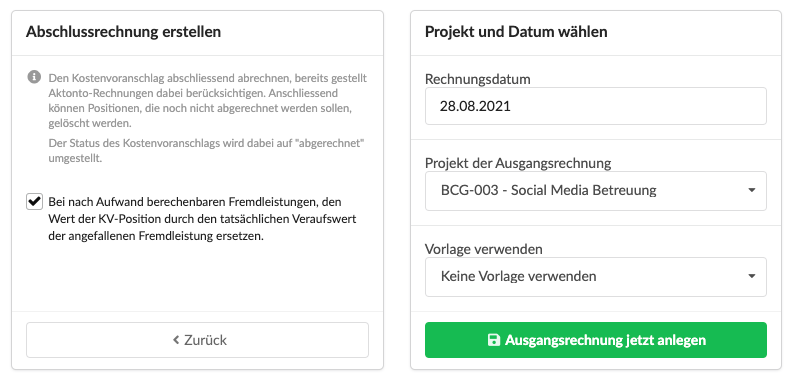 Abschlussrechnung erstellen
Den Kostenvoranschlag abschliessend abrechnen, bereits gestellt
Aktonto-Rechnungen dabei berücksichtigen. Anschliessend
können Positionen, die noch nicht abgerechnet werden sollen,
gelöscht werden.
Der Status des Kostenvoranschlags wird dabei auf "abgerechnet"
umgestellt.
Bei nach Aufwand berechenbaren Fremdleistungen, den
Wert der KV-Position durch den tatsächlichen Veraufswert
der angefallenen Fremdleistung ersetzen.
Zurück
Projekt und Datum wählen
Rechnungsdatum
28.08.2021
Projekt der Ausgangsrechnung
BCG-003 - Social Media Betreuung
Vorlage verwenden
Keine Vorlage verwenden
Ausgangsrechnung jetzt anlegen